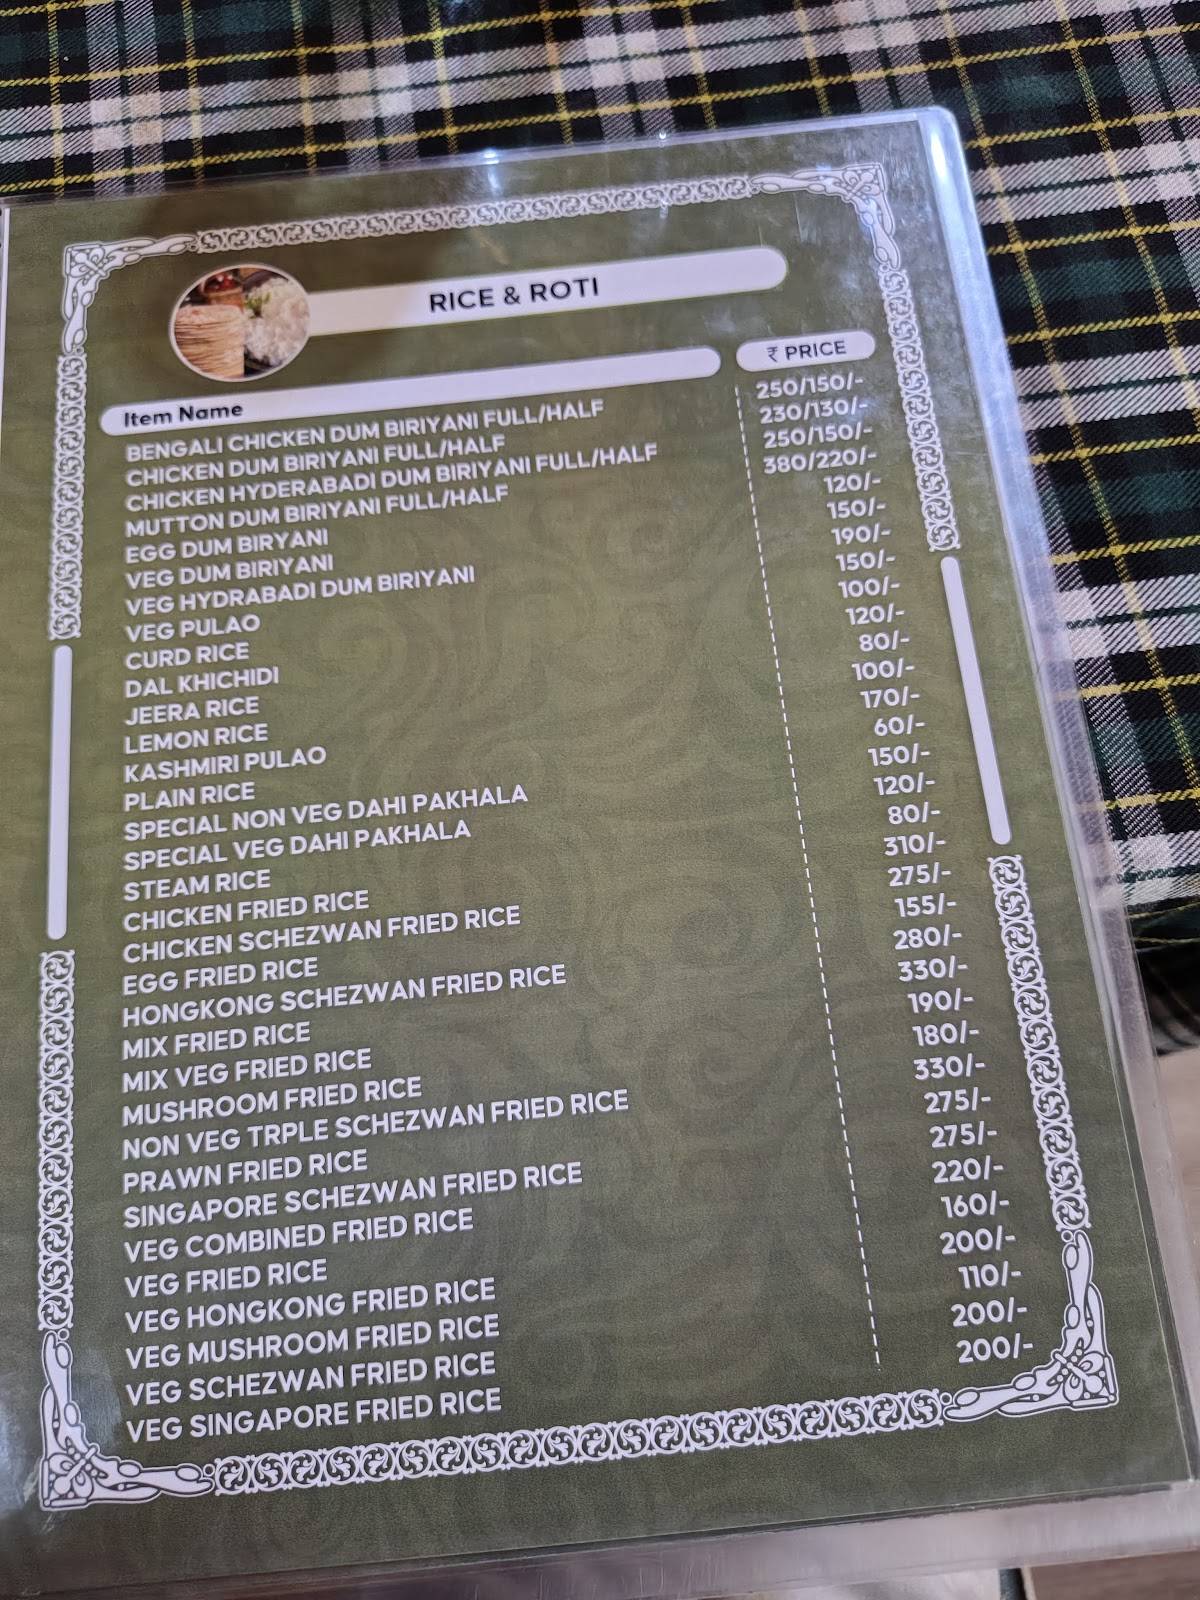 RICE & ROTI
Item Name ₹ PRICE
BENGALI CHICKEN DUM BIRIYANI FULL/HALF 250/150/-
CHICKEN DUM BIRIYANI FULL/HALF 230/130/-
CHICKEN HYDERABADI DUM BIRIYANI FULL/HALF 250/150/-
MUTTON DUM BIRIYANI FULL/HALF 380/220/-
EGG DUM BIRYANI 120/-
VEG DUM BIRIYANI 150/-
VEG HYDRABADI DUM BIRIYANI 190/-
VEG PULAO 150/-
CURD RICE 100/-
DAL KHICHIDI 120/-
JEERA RICE 80/-
LEMON RICE 100/-
KASHMIRI PULAO 170/-
PLAIN RICE 60/-
SPECIAL NON VEG DAHI PAKHALA 150/-
SPECIAL VEG DAHI PAKHALA 120/-
STEAM RICE 80/-
CHICKEN FRIED RICE 310/-
CHICKEN SCHEZWAN FRIED RICE 275/-
EGG FRIED RICE 155/-
HONGKONG SCHEZWAN FRIED RICE 280/-
MIX FRIED RICE 330/-
MIX VEG FRIED RICE 190/-
MUSHROOM FRIED RICE 180/-
NON VEG TRPLE SCHEZWAN FRIED RICE 330/-
PRAWN FRIED RICE 275/-
SINGAPORE SCHEZWAN FRIED RICE 275/-
VEG COMBINED FRIED RICE 220/-
VEG FRIED RICE 160/-
VEG HONGKONG FRIED RICE 200/-
VEG MUSHROOM FRIED RICE 110/-
VEG SCHEZWAN FRIED RICE 200/-
VEG SINGAPORE FRIED RICE 200/-